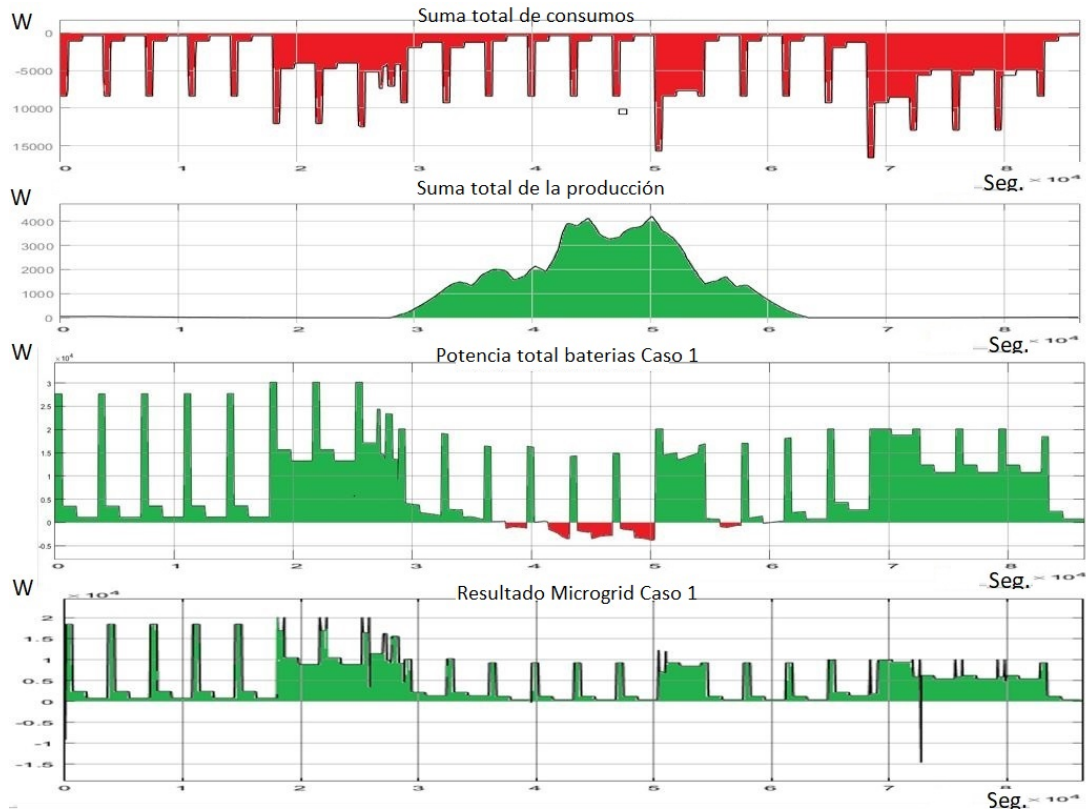 W
Suma total de consumos
0
-5000
10000
15000
0 1 2 3 4 5 6 7 8
Seg. × 10⁴
W
Suma total de la producción
4000
3000
2000
1000
0
0 1 2 3 4 5 6 7 8
Seg. × 10⁴
W
Potencia total baterias Caso 1
× 10⁴
3
2.5
2
1.5
1
0.5
0
-0.5
0 1 2 3 4 5 6 7 8
Seg. × 10⁴
W
Resultado Microgrid Caso 1
× 10⁴
2
1.5
1
0.5
0
-0.5
-1
-1.5
0 1 2 3 4 5 6 7 8
Seg. × 10⁴